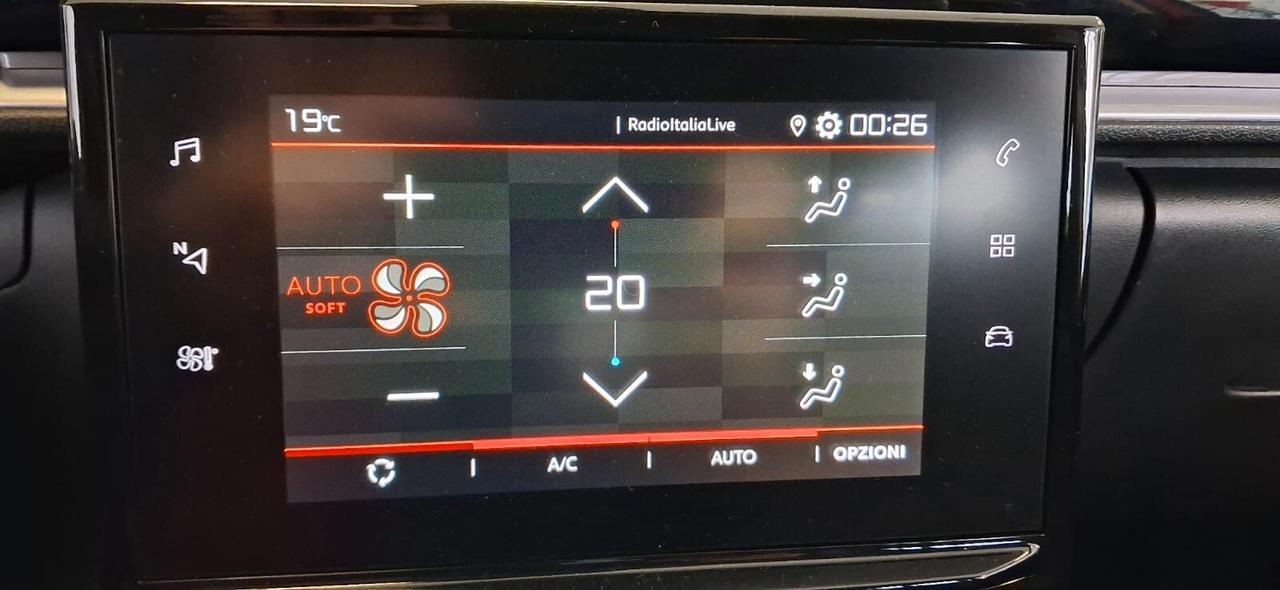 19°C
RadioItaliaLive
00:26
N
AUTO
SOFT
20
A/C
AUTO
OPZIONI